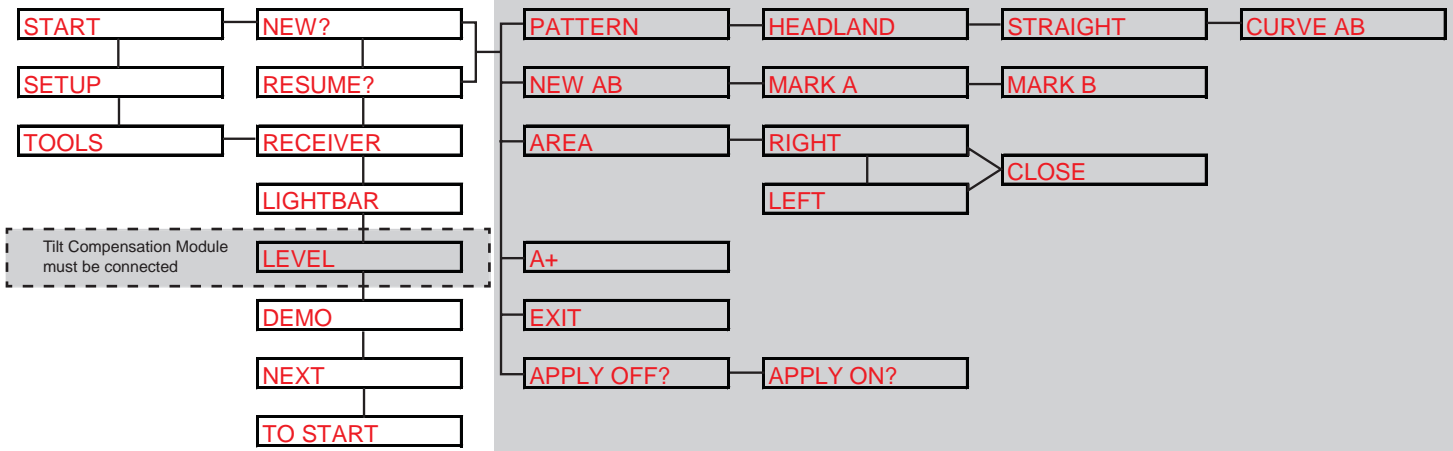 START
NEW?
PATTERN
HEADLAND
STRAIGHT
CURVE AB
SETUP
RESUME?
NEW AB
MARK A
MARK B
TOOLS
RECEIVER
AREA
RIGHT
CLOSE
LIGHTBAR
LEFT
Tilt Compensation Module
must be connected
LEVEL
A+
DEMO
EXIT
NEXT
APPLY OFF?
APPLY ON?
TO START